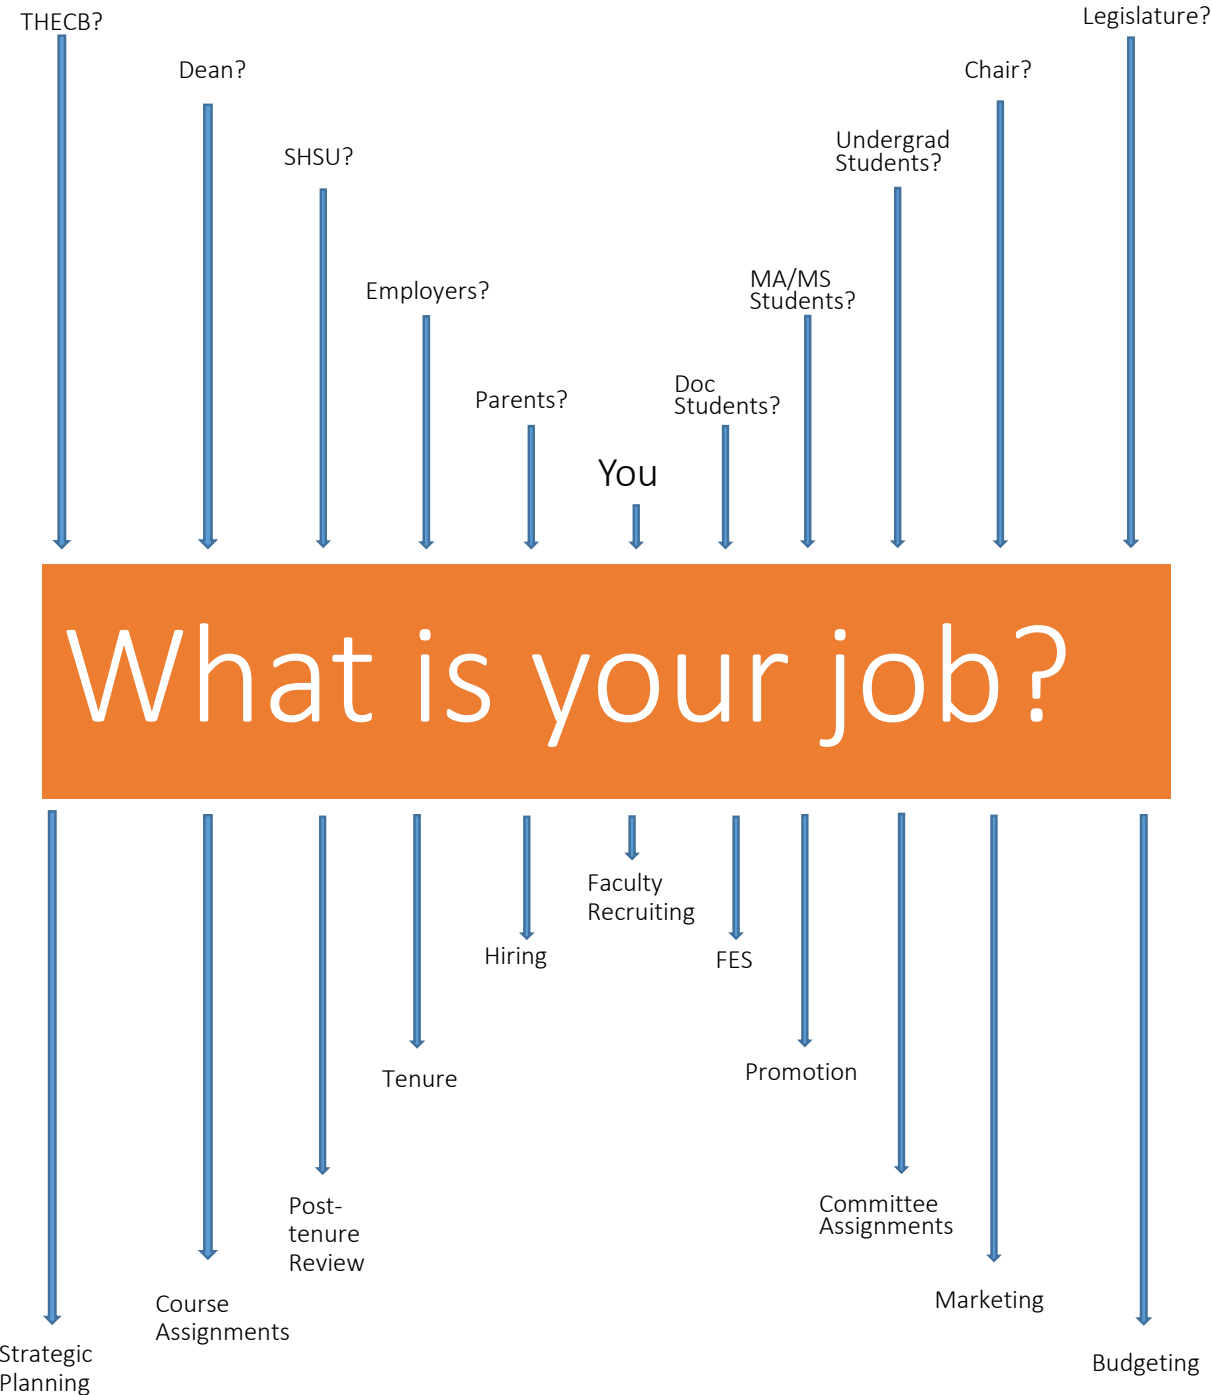 THECB?
Legislature?
Dean?
Chair?
SHSU?
Undergrad
Students?
Employers?
MA/MS
Students?
Parents?
Doc
Students?
You
What is your job?
Faculty
Recruiting
Hiring
FES
Tenure
Promotion
Post-
tenure
Review
Committee
Assignments
Course
Assignments
Marketing
Strategic
Planning
Budgeting